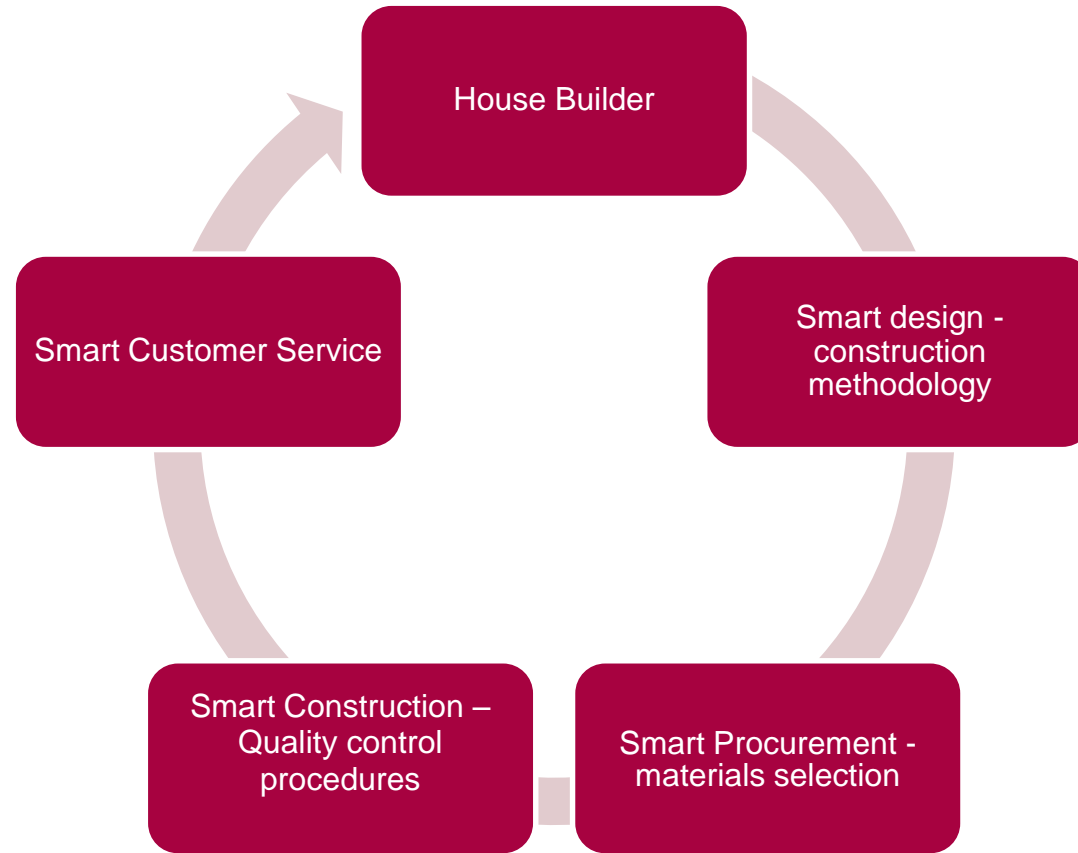 House Builder
Smart design -
construction
methodology
Smart Procurement -
materials selection
Smart Construction –
Quality control
procedures
Smart Customer Service